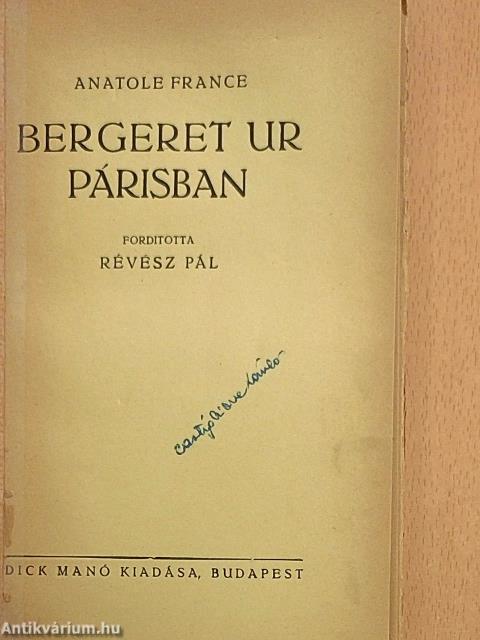 ANATOLE FRANCE
BERGERET UR
PÁRISBAN
FORDITOTTA
RÉVÉSZ PÁL
DICK MANÓ KIADÁSA, BUDAPEST
Antikvárium.hu